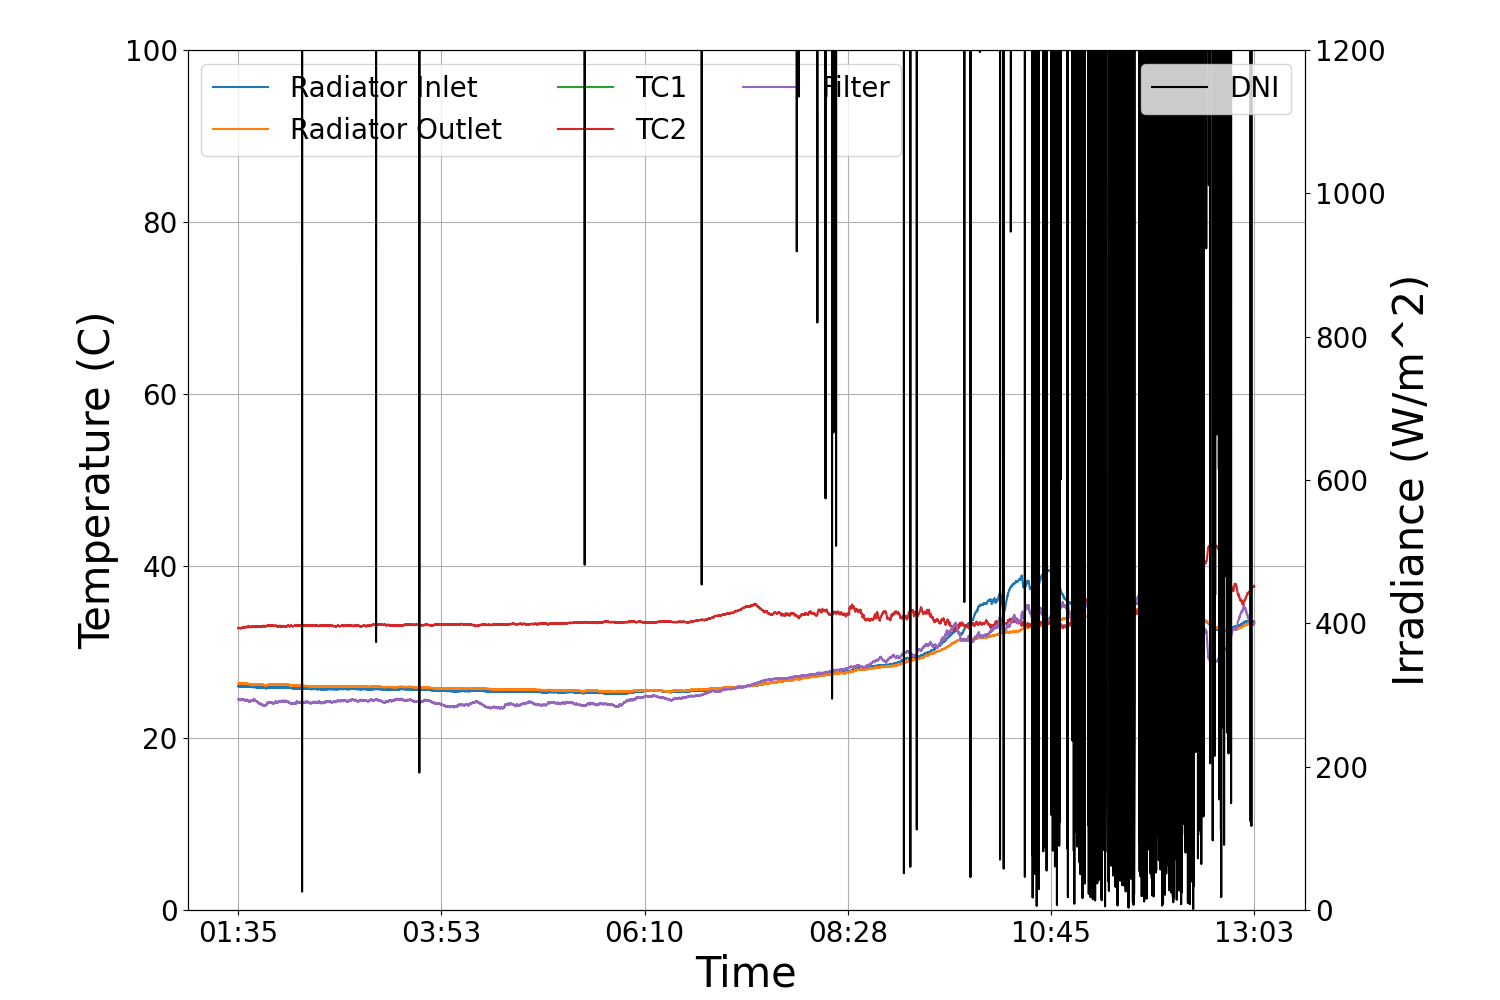 100
80
60
40
20
0
Temperature (C)
Radiator Inlet
Radiator Outlet
TC1
TC2
Filter
DNI
1200
1000
800
600
400
200
0
Irradiance (W/m^2)
01:35 03:53 06:10 08:28 10:45 13:03
Time